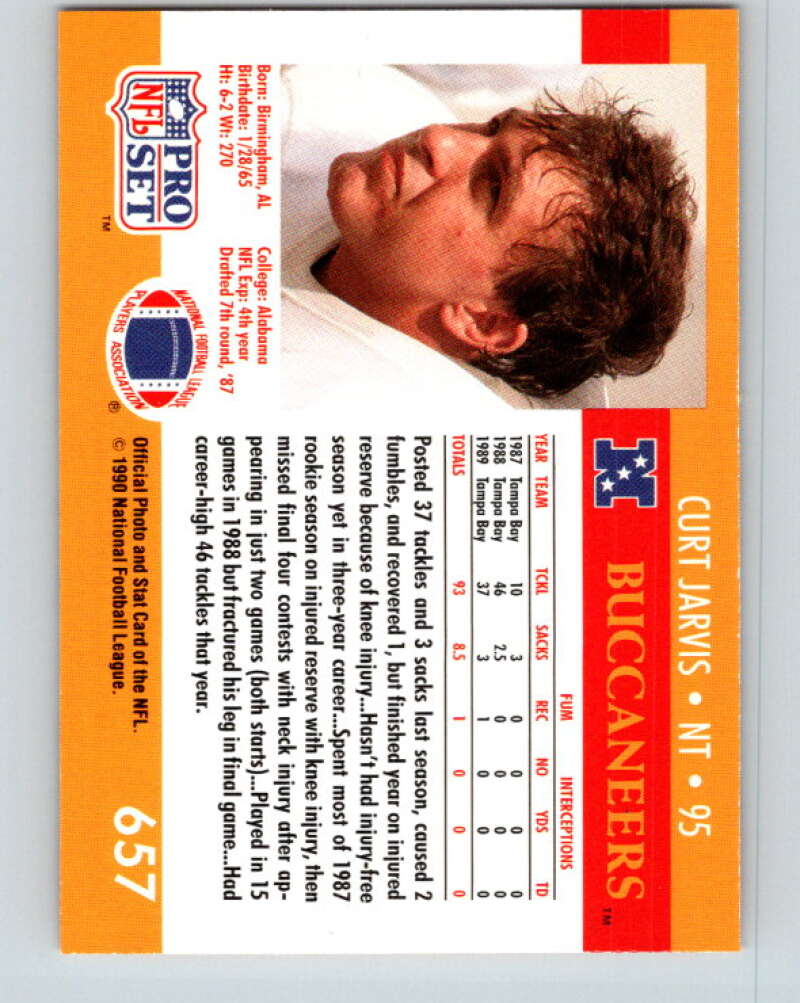 CURT JARVIS • NT • 95
BUCCANEERS™
N
Born: Birmingham, AL
Birthdate: 1/28/65
Ht: 6-2 Wt: 270
College: Alabama
NFL Exp: 4th year
Drafted 7th round, '87
FUM INTERCEPTIONS
YEAR TEAM TCKL SACKS REC NO YDS TD
1987 Tampa Bay 10 3 0 0 0 0
1988 Tampa Bay 46 2.5 0 0 0 0
1989 Tampa Bay 37 3 1 0 0 0
TOTALS 93 8.5 1 0 0 0
Posted 37 tackles and 3 sacks last season, caused 2
fumbles, and recovered 1, but finished year on injured
reserve because of knee injury...Hasn't had injury-free
season yet in three-year career...Spent most of 1987
rookie season on injured reserve with knee injury, then
missed final four contests with neck injury after ap-
pearing in just two games (both starts)...Played in 15
games in 1988 but fractured his leg in final game...Had
career-high 46 tackles that year.
NFL
PRO
SET
™
NATIONAL FOOTBALL LEAGUE
PLAYERS ASSOCIATION
®
Official Photo and Stat Card of the NFL.
© 1990 National Football League.
657